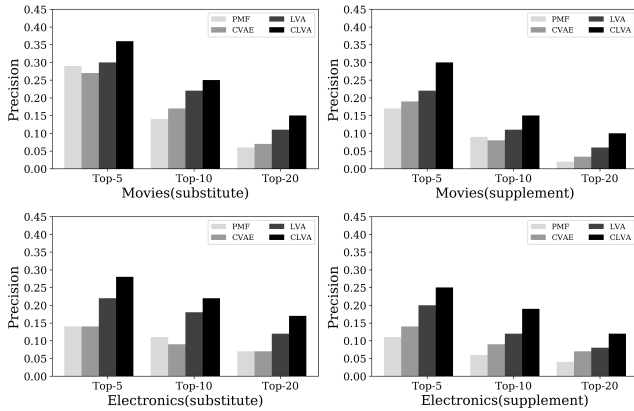 0.45
0.40
0.35
0.30
0.25
0.20
0.15
0.10
0.05
0.00
Precision
PMF LVA
CVAE CLVA
Top-5 Top-10 Top-20
Movies(substitute)
0.45
0.40
0.35
0.30
0.25
0.20
0.15
0.10
0.05
0.00
Precision
PMF LVA
CVAE CLVA
Top-5 Top-10 Top-20
Movies(supplement)
0.45
0.40
0.35
0.30
0.25
0.20
0.15
0.10
0.05
0.00
Precision
PMF LVA
CVAE CLVA
Top-5 Top-10 Top-20
Electronics(substitute)
0.45
0.40
0.35
0.30
0.25
0.20
0.15
0.10
0.05
0.00
Precision
PMF LVA
CVAE CLVA
Top-5 Top-10 Top-20
Electronics(supplement)